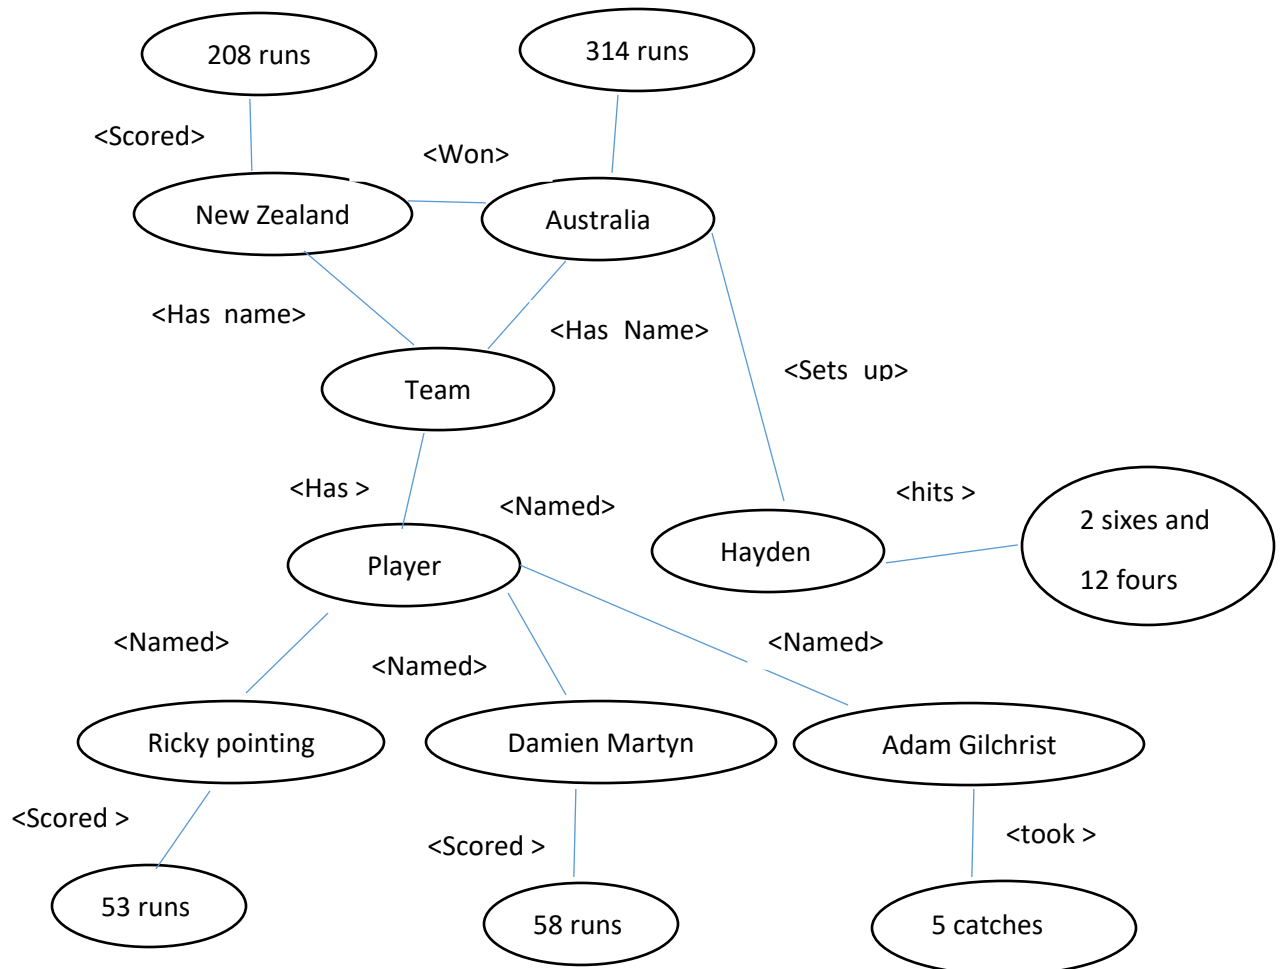 208 runs
314 runs
<Scored>
<Won>
New Zealand
Australia
<Has name>
<Has Name>
<Sets up>
Team
<Has >
<Named>
<hits >
2 sixes and
12 fours
Hayden
Player
<Named>
<Named>
<Named>
Ricky pointing
Damien Martyn
Adam Gilchrist
<Scored >
<Scored >
<took >
53 runs
58 runs
5 catches